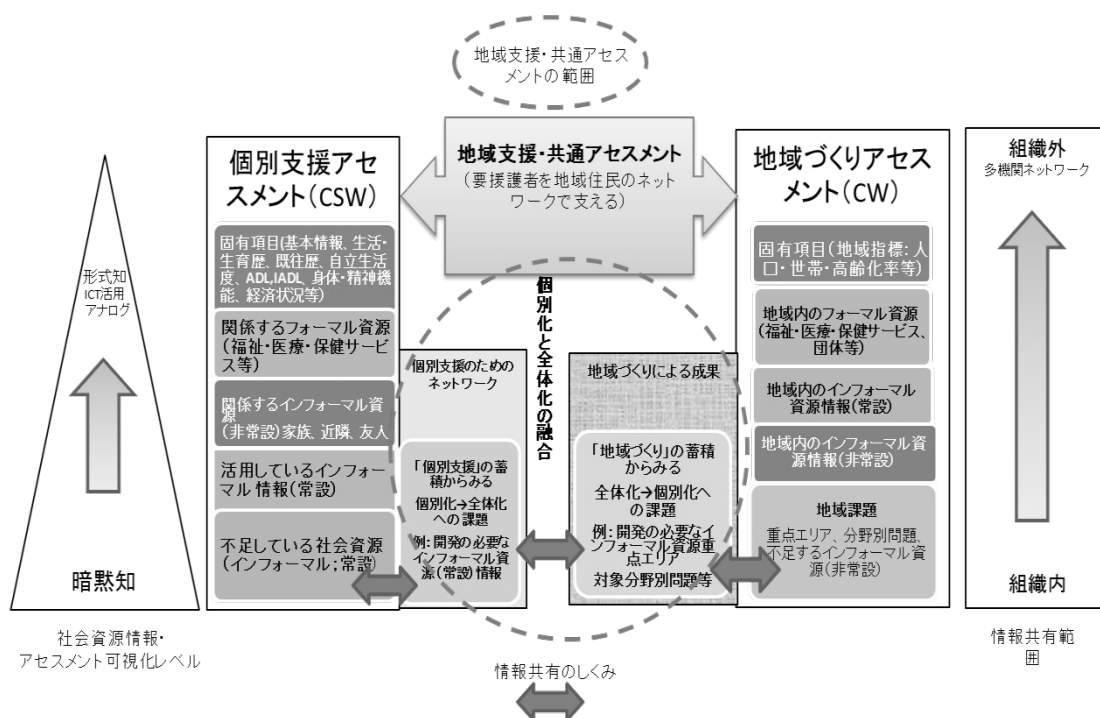 地域支援・共通アセス
メントの範囲
形式知
ICT活用
アナログ
暗黙知
社会資源情報・
アセスメント可視化レベル
個別支援アセ
スメント(CSW)
固有項目(基本情報、生活・
生育歴、既往歴、自立生活
度、ADL,IADL、身体・精神機
能、経済状況等)
関係するフォーマル資源
(福祉・医療・保健サービ
ス等)
関係するインフォーマル資
源
(非常設)家族、近隣、友人
活用しているインフォー
マル情報(常設)
不足している社会資源
(インフォーマル;常設)
地域支援・共通アセスメント
(要援護者を地域住民のネット
ワークで支える)
個別化と全体化の融合
個別支援のための
ネットワーク
「個別支援」の蓄
積からみる
個別化→全体化
への課題
例:開発の必要な
インフォーマル資
源(常設)情報
地域づくりによる成果
「地域づくり」の蓄積
からみる
全体化→個別化へ
の課題
例:開発の必要なイ
ンフォーマル資源重
点エリア
対象分野別問題等
情報共有のしくみ
地域づくりアセス
メント(CW)
固有項目(地域指標:人
口・世帯・高齢化率等)
地域内のフォーマル資源
(福祉・医療・保健サービス、
団体等)
地域内のインフォーマル
資源情報(常設)
地域内のインフォーマル資
源情報(非常設)
地域課題
重点エリア、分野別問題、
不足するインフォーマル資
源(非常設)
組織外
多機関ネットワーク
組織内
情報共有範
囲